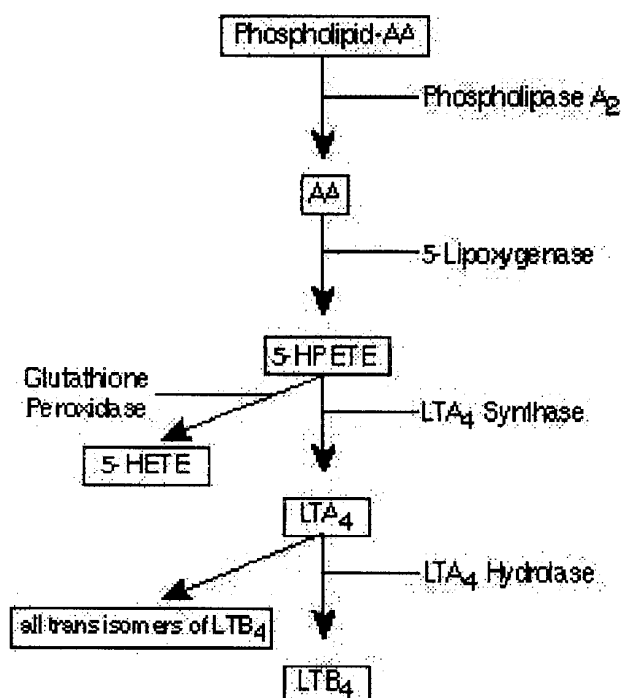 Phospholipid-AA
Phospholipase A₂
AA
5-Lipoxygenase
5-HPETE
Glutathione
Peroxidase
LTA₄ Synthase
5-HETE
LTA₄
LTA₄ Hydrolase
all trans isomers of LTB₄
LTB₄